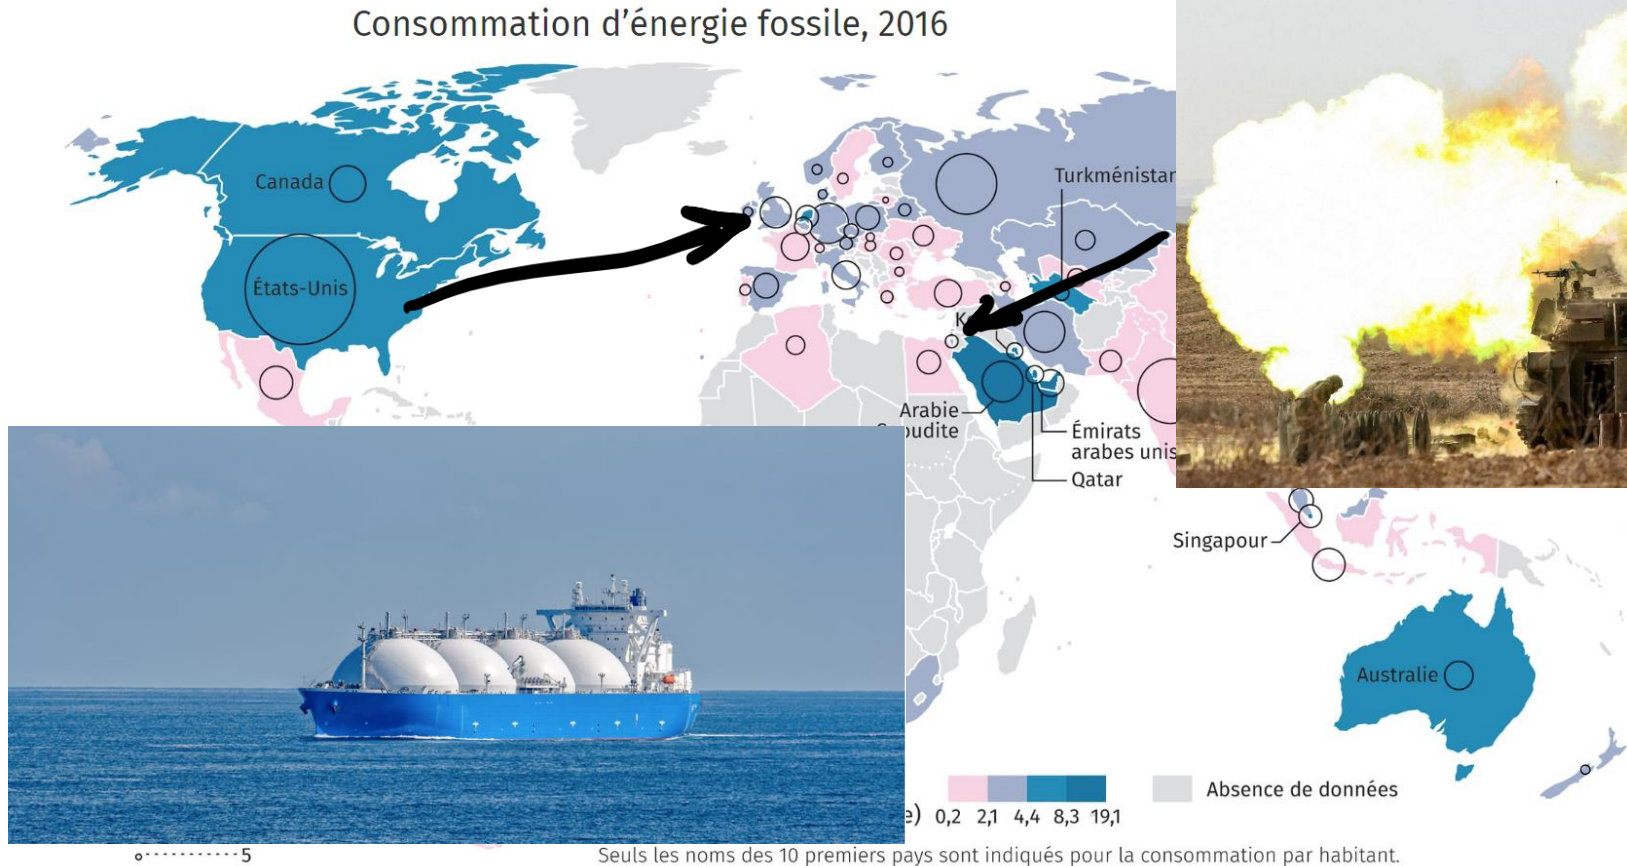 Consommation d'énergie fossile, 2016
Canada
Turkménistan
États-Unis
Arabie
Émirats
arabes unis
Qatar
Singapour
Australie
Absence de données
0,2 2,1 4,4 8,3 19,1
5
Seuls les noms des 10 premiers pays sont indiqués pour la consommation par habitant.